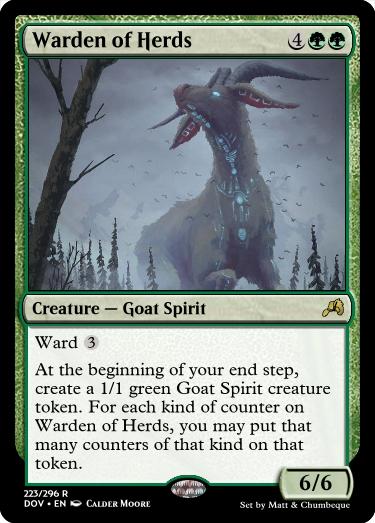 Warden of Herds 4
Creature — Goat Spirit
Ward 3
At the beginning of your end step,
create a 1/1 green Goat Spirit creature
token. For each kind of counter on
Warden of Herds, you may put that
many counters of that kind on that
token.
6/6
223/296 R
DOV • EN CALDER MOORE
Set by Matt & Chumbeque